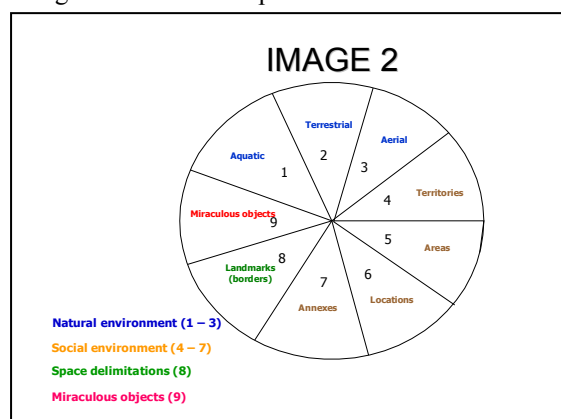 IMAGE 2
Terrestrial
2
Aerial
3
Aquatic
1
Territories
4
Miraculous objects
9
Areas
5
Landmarks
(borders)
8
Locations
6
7
Annexes
Natural environment (1 – 3)
Social environment (4 – 7)
Space delimitations (8)
Miraculous objects (9)